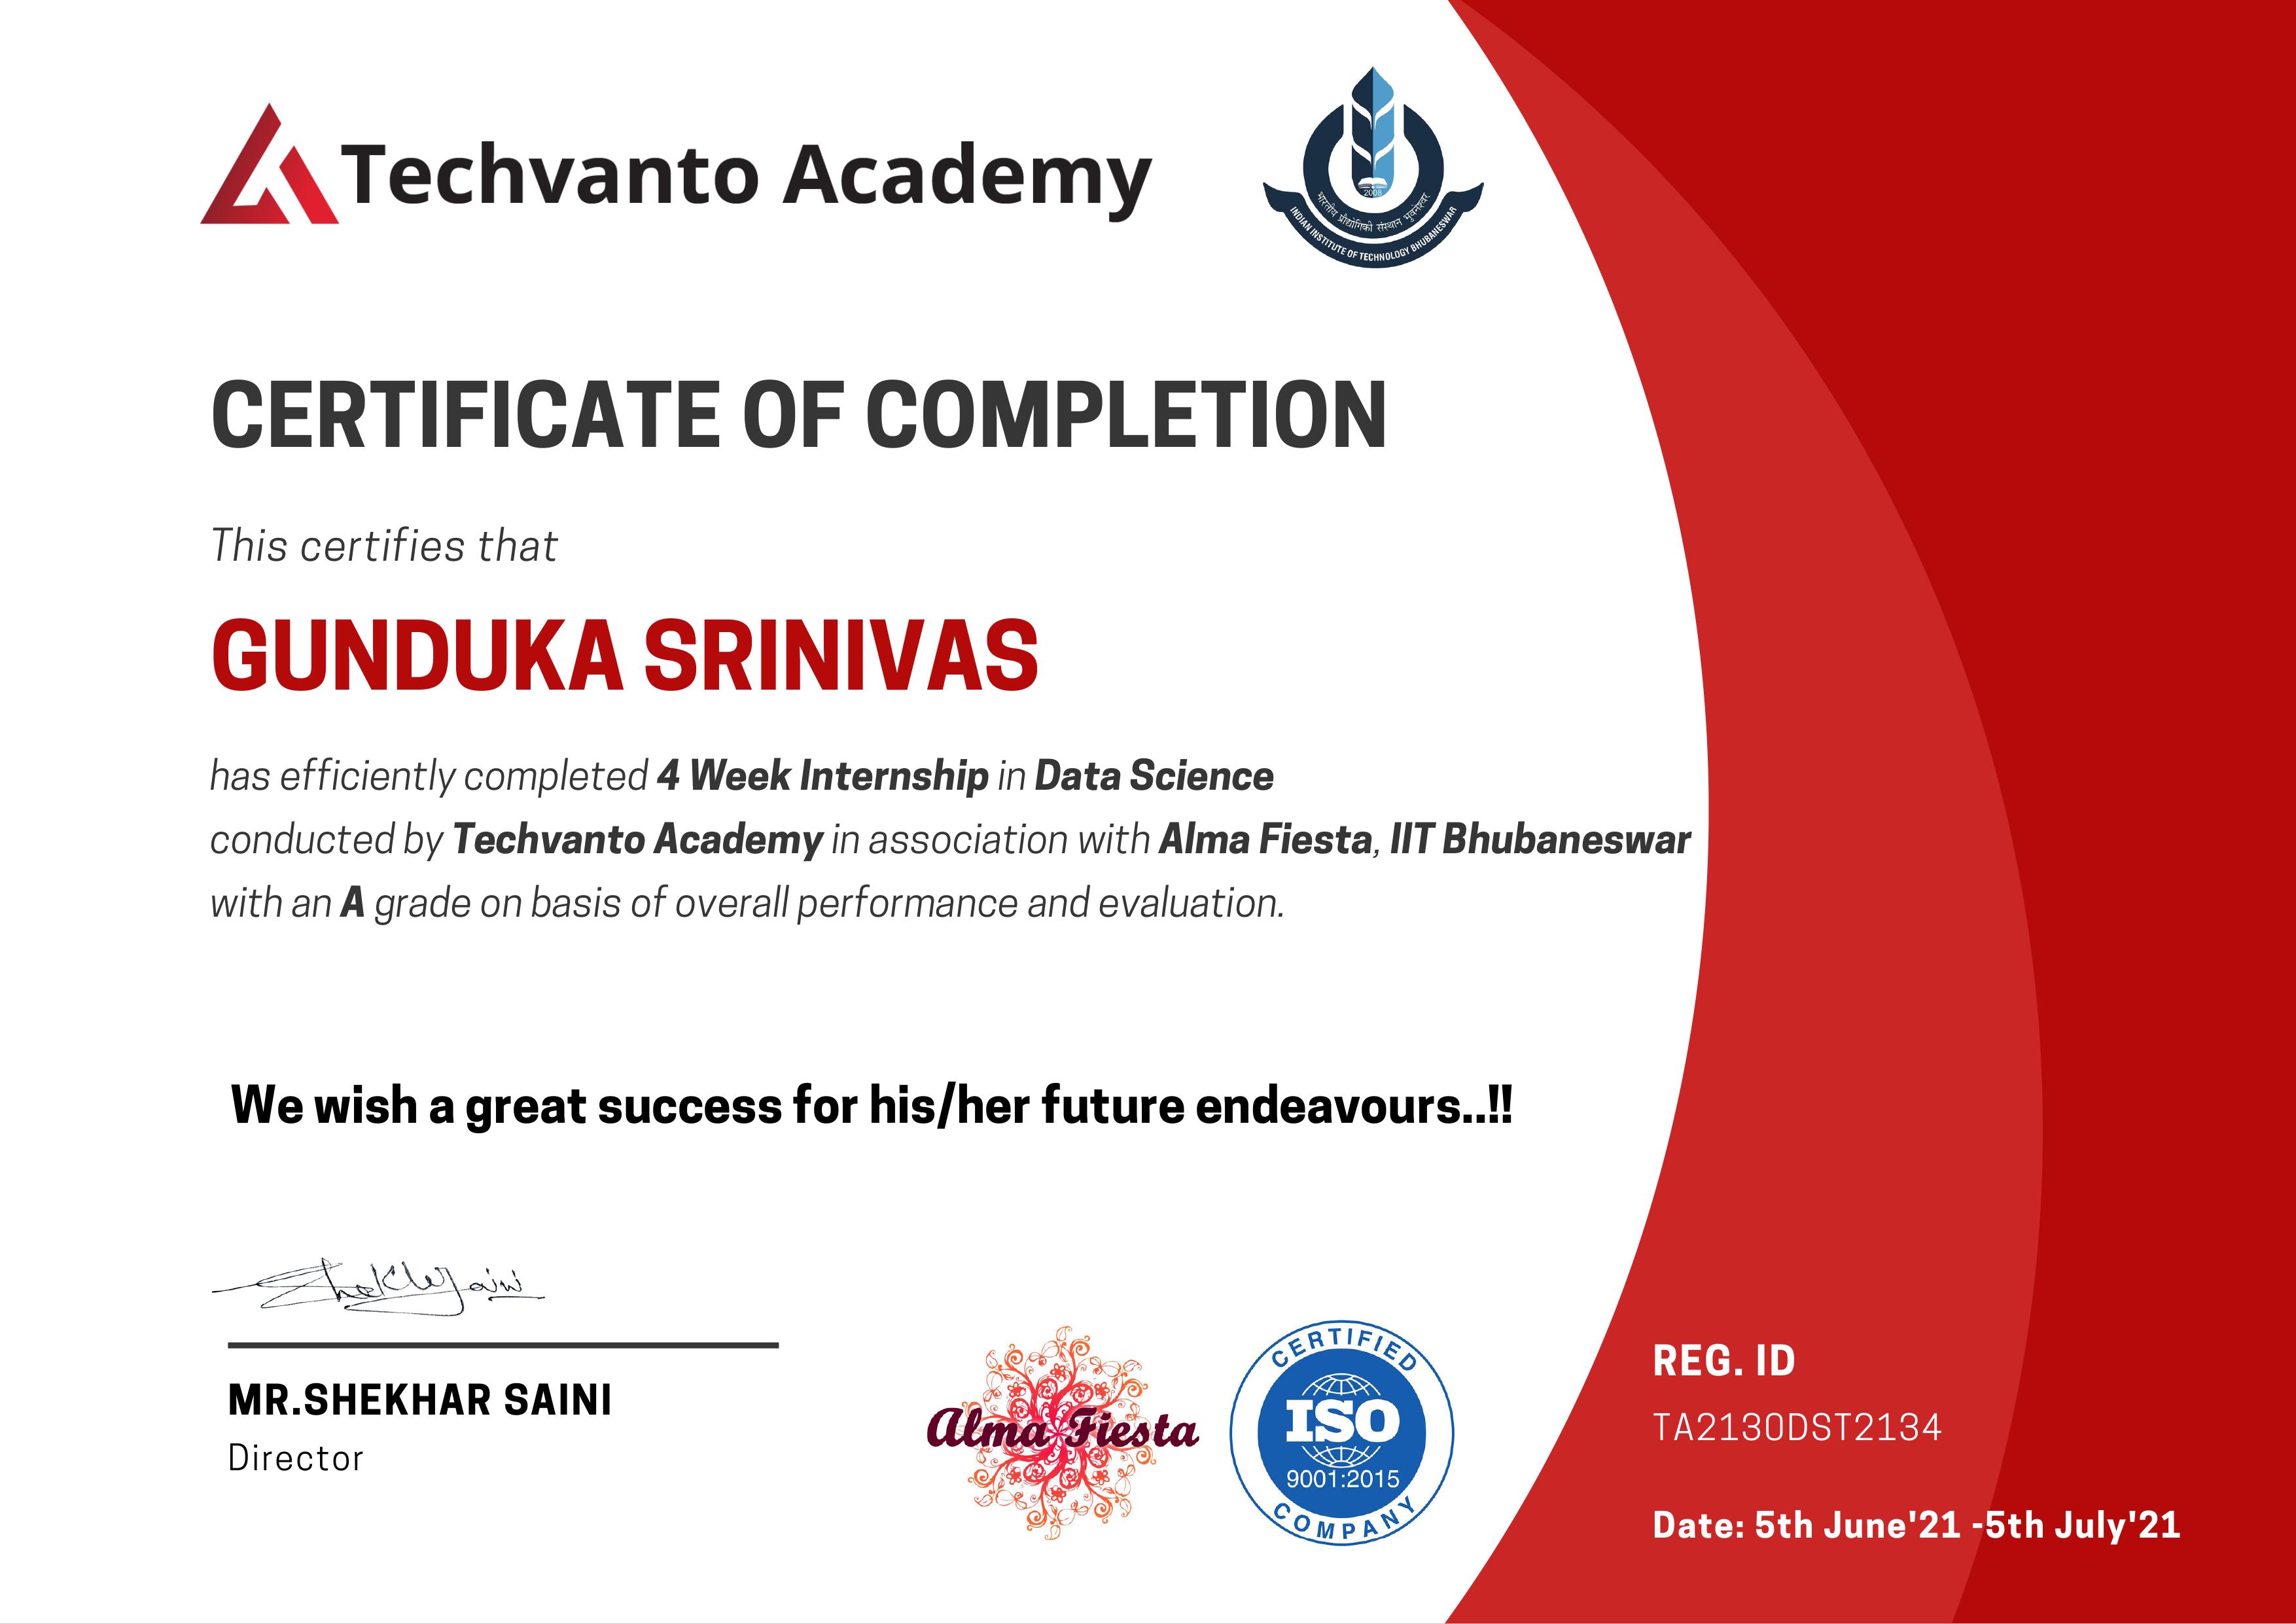 Techvanto Academy
2008
भारतीय प्रौद्योगिकी संस्थान भुवनेश्वर
INDIAN INSTITUTE OF TECHNOLOGY BHUBANESWAR
CERTIFICATE OF COMPLETION
This certifies that
GUNDUKA SRINIVAS
has efficiently completed 4 Week Internship in Data Science
conducted by Techvanto Academy in association with Alma Fiesta, IIT Bhubaneswar
with an A grade on basis of overall performance and evaluation.
We wish a great success for his/her future endeavours..!!
Shekhar Saini
MR.SHEKHAR SAINI
Director
Alma Fiesta
CERTIFIED
ISO
9001:2015
COMPANY
REG. ID
TA2130DST2134
Date: 5th June'21 -5th July'21